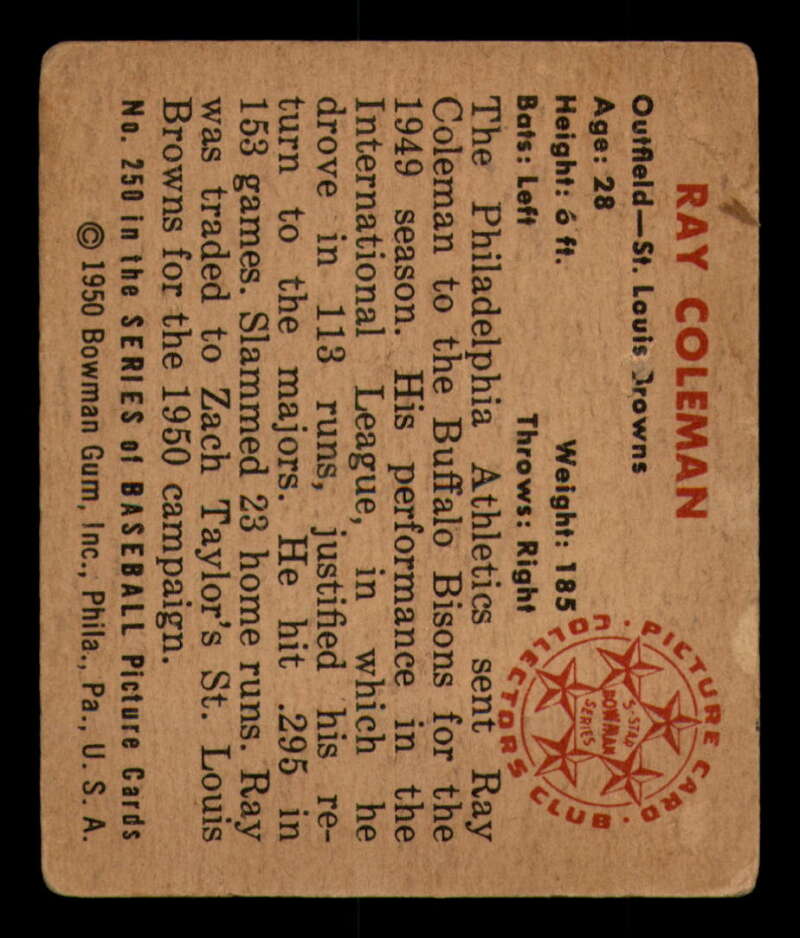 RAY COLEMAN
Outfield—St. Louis Browns
Age: 28
Height: 6 ft. Weight: 185
Bats: Left Throws: Right
PICTURE CARD COLLECTORS CLUB
5-STAR
BOWMAN
SERIES
The Philadelphia Athletics sent Ray
Coleman to the Buffalo Bisons for the
1949 season. His performance in the
International League, in which he
drove in 113 runs, justified his re-
turn to the majors. He hit .295 in
153 games. Slammed 23 home runs. Ray
was traded to Zach Taylor's St. Louis
Browns for the 1950 campaign.
No. 250 in the SERIES of BASEBALL Picture Cards
© 1950 Bowman Gum, Inc., Phila., Pa., U. S. A.